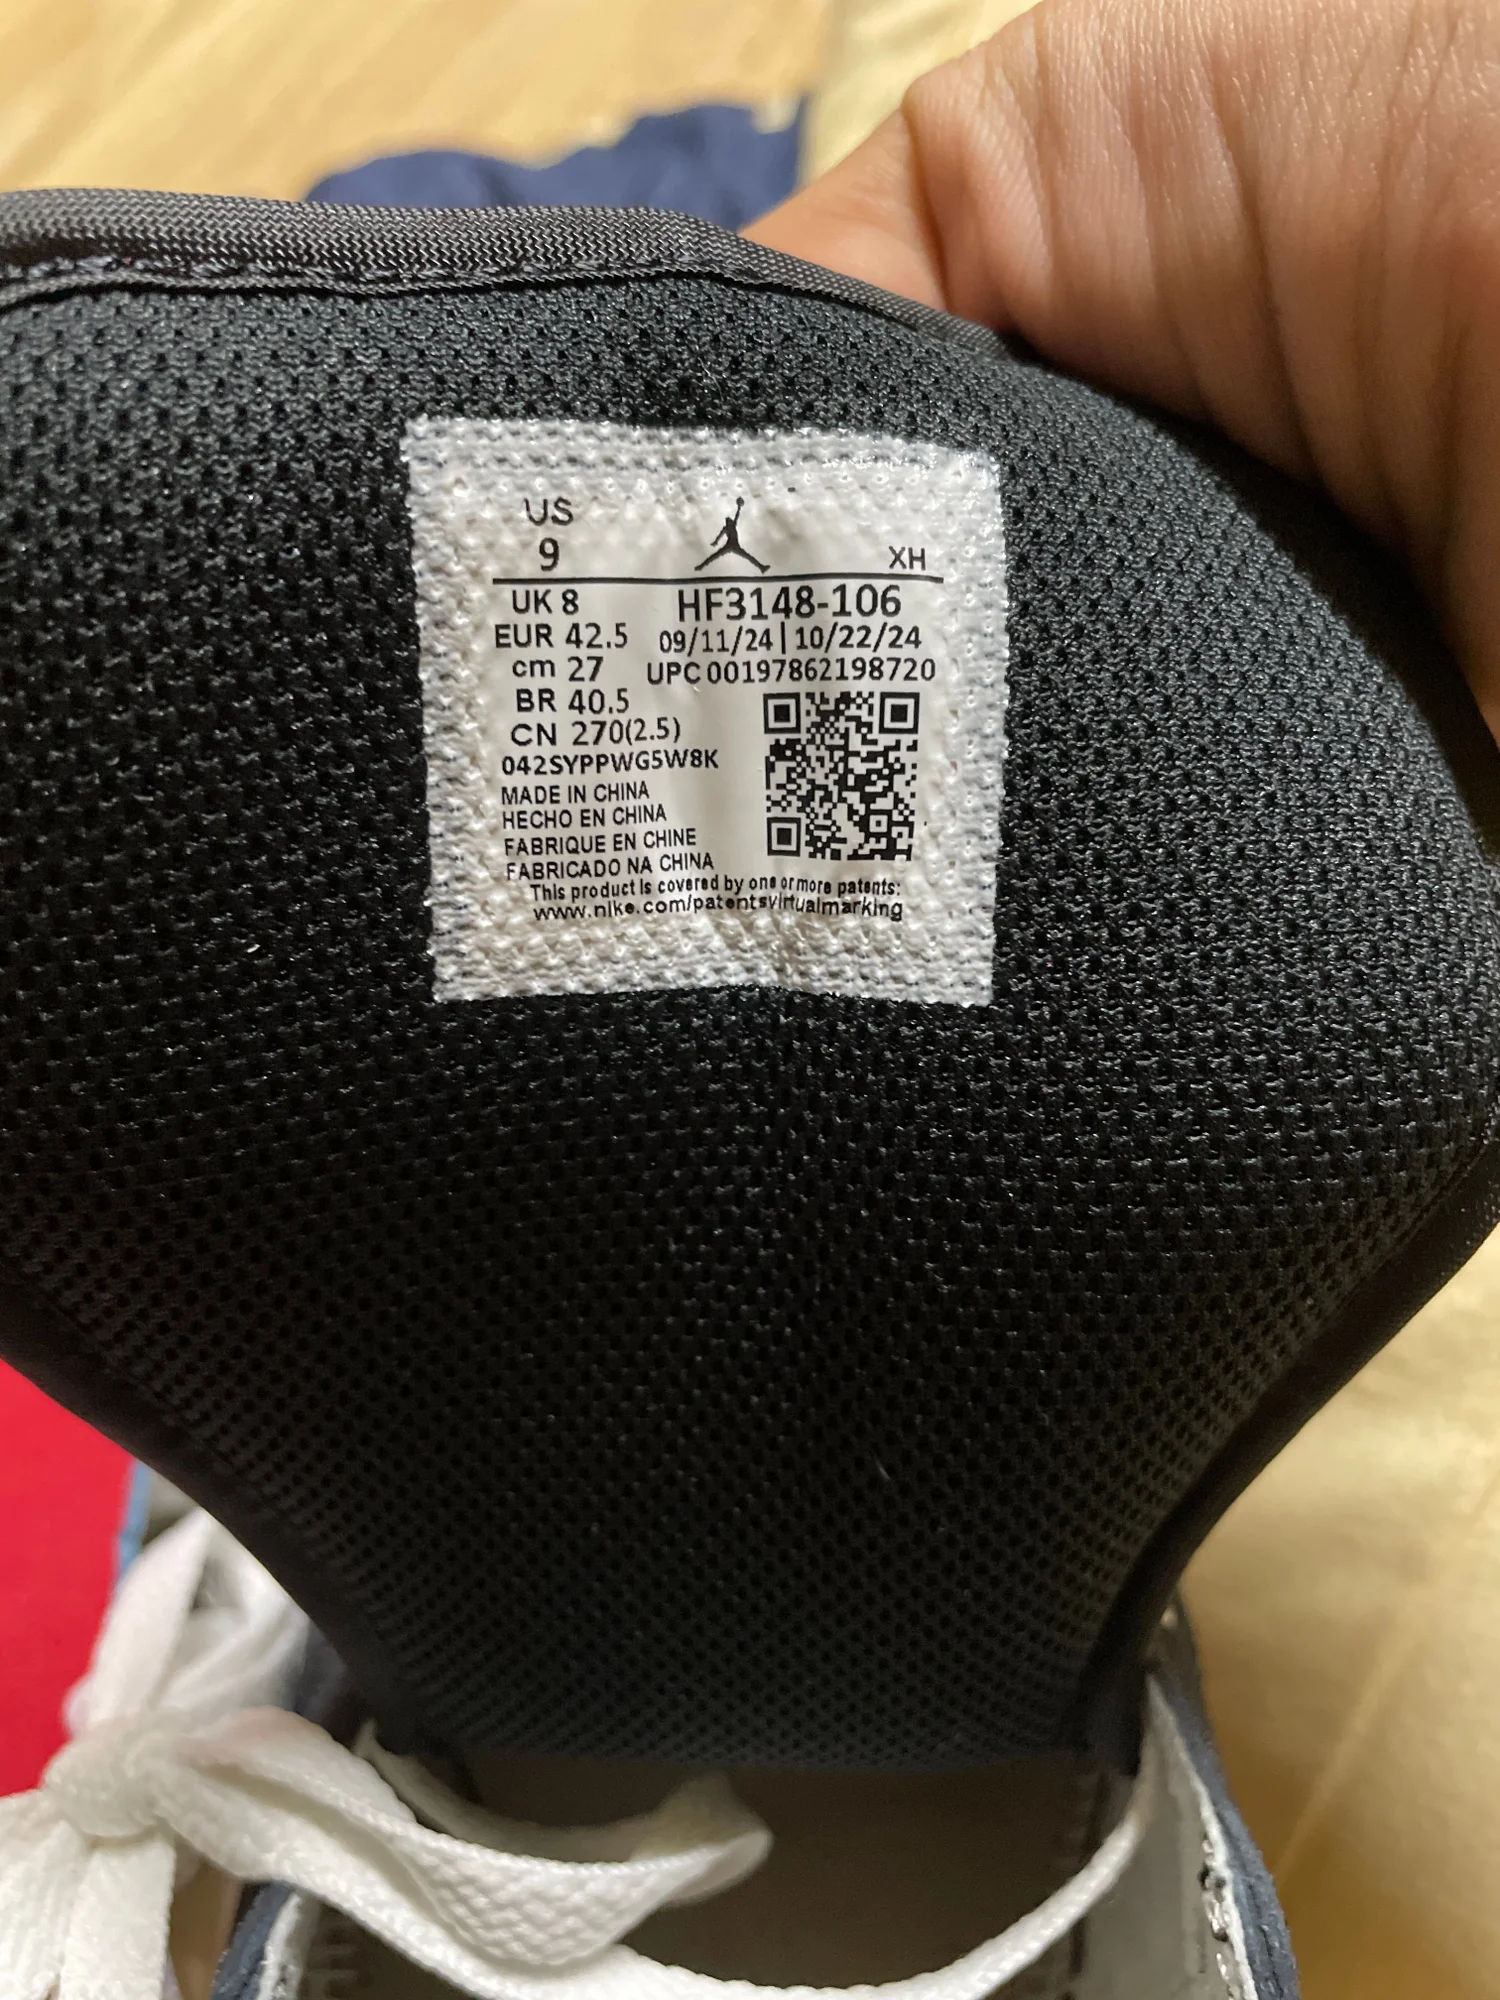 US
9 XH
UK 8 HF3148-106
EUR 42.5 09/11/24 | 10/22/24
cm 27 UPC 00197862198720
BR 40.5
CN 270(2.5)
042SYPPWG5W8K
MADE IN CHINA
HECHO EN CHINA
FABRIQUE EN CHINE
FABRICADO NA CHINA
This product is covered by one or more patents:
www.nike.com/patentsvirtualmarking